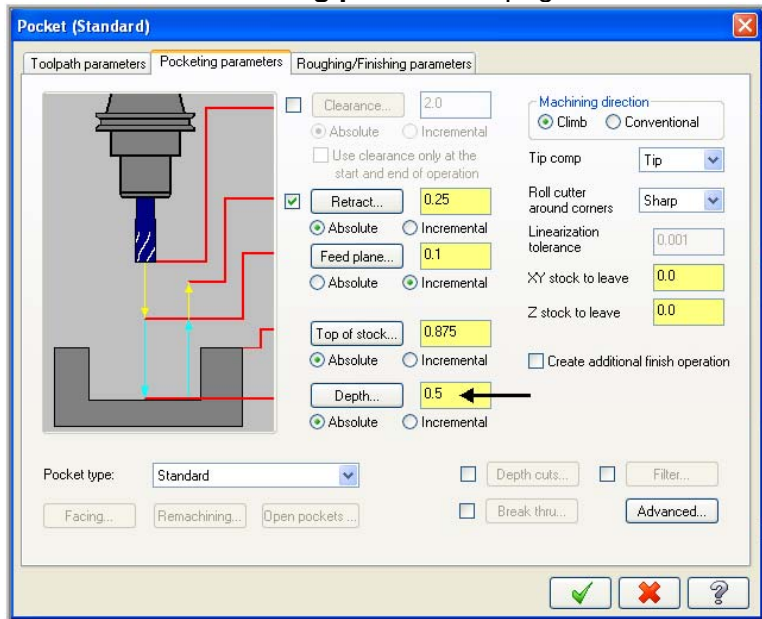 Pocket (Standard)
Toolpath parameters Pocketing parameters Roughing/Finishing parameters
Clearance... 2.0
Absolute Incremental
Use clearance only at the
start and end of operation
Retract... 0.25
Absolute Incremental
Feed plane... 0.1
Absolute Incremental
Top of stock... 0.875
Absolute Incremental
Depth... 0.5
Absolute Incremental
Machining direction
Climb Conventional
Tip comp Tip
Roll cutter
around corners Sharp
Linearization
tolerance 0.001
XY stock to leave 0.0
Z stock to leave 0.0
Create additional finish operation
Pocket type: Standard
Facing... Remachining... Open pockets ...
Depth cuts... Filter...
Break thru... Advanced...